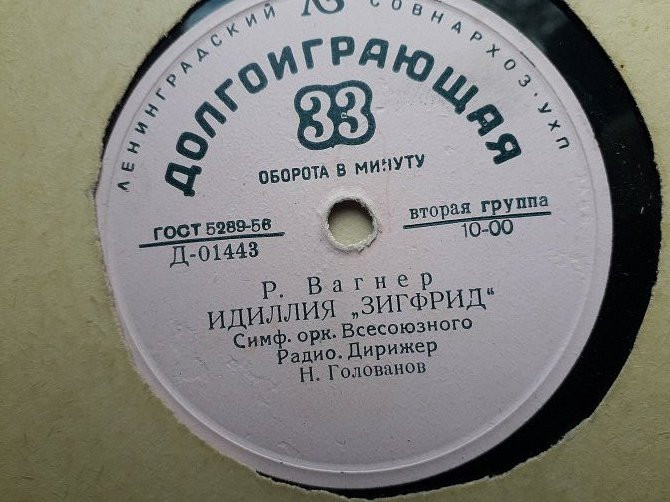 ЛЕНИНГРАДСКИЙ СОВНАРХОЗ. УХП
ДОЛГОИГРАЮЩАЯ
33
ОБОРОТА В МИНУТУ
ГОСТ 5289-56
Д-01443
вторая группа
10-00
Р. Вагнер
ИДИЛЛИЯ „ЗИГФРИД“
Симф. орк. Всесоюзного
Радио. Дирижер
Н. Голованов